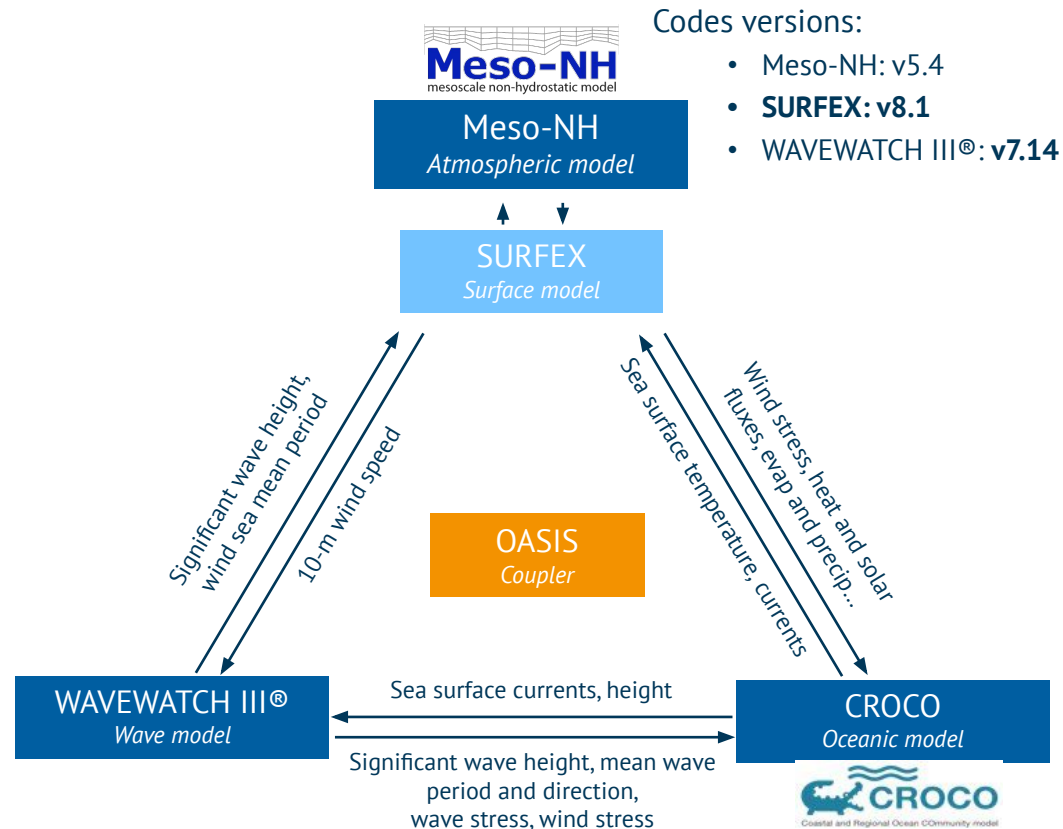 Codes versions:
• Meso-NH: v5.4
• SURFEX: v8.1
• WAVEWATCH III®: v7.14
Meso-NH
mesoscale non-hydrostatic model
Meso-NH
Atmospheric model
SURFEX
Surface model
Significant wave height,
wind sea mean period
10-m wind speed
Sea surface temperature, currents
Wind stress, heat and solar
fluxes, evap and precip...
OASIS
Coupler
WAVEWATCH III®
Wave model
Sea surface currents, height
Significant wave height, mean wave
period and direction,
wave stress, wind stress
CROCO
Oceanic model
CROCO
Coastal and Regional Ocean COmmunity model